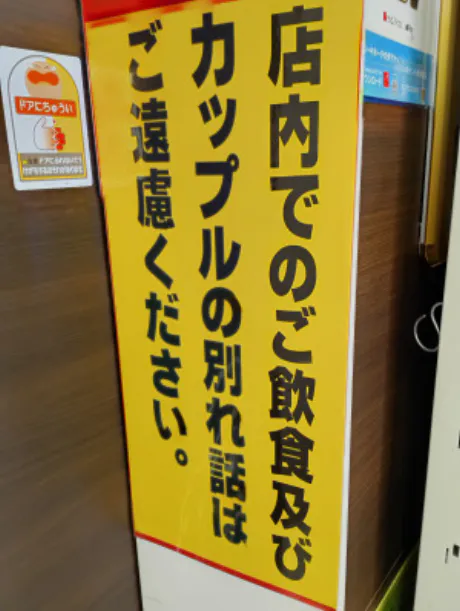 店内でのご飲食及び
カップルの別れ話は
ご遠慮ください。
ドアにちゅうい